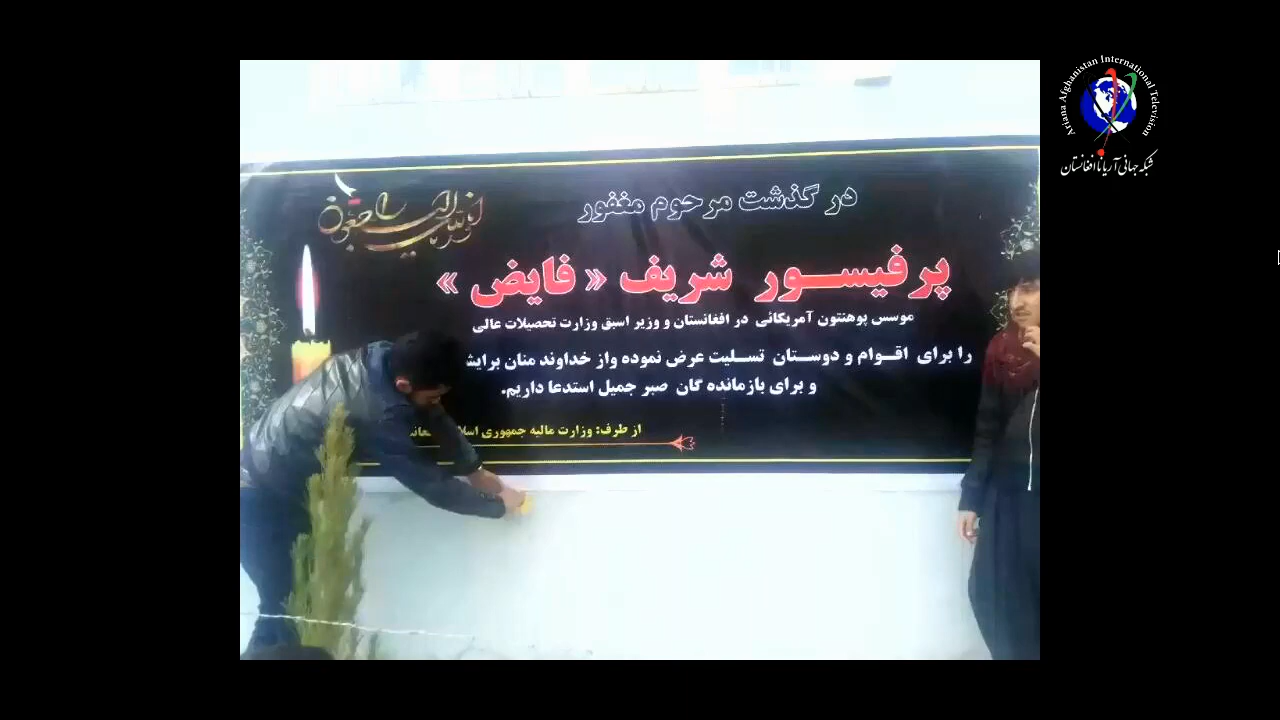 Ariana Afghanistan International Television
شبکه جهانی آریانا افغانستان
انا لله و انا الیه راجعون
در گذشت مرحوم مغفور
پرفیسور شریف «فایض»
موسس پوهنتون آمریکائی در افغانستان و وزیر اسبق وزارت تحصیلات عالی
را برای اقوام و دوستان تسلیت عرض نموده واز خداوند منان برایش
و برای بازمانده گان صبر جمیل استدعا داریم.
از طرف: وزارت مالیه جمهوری